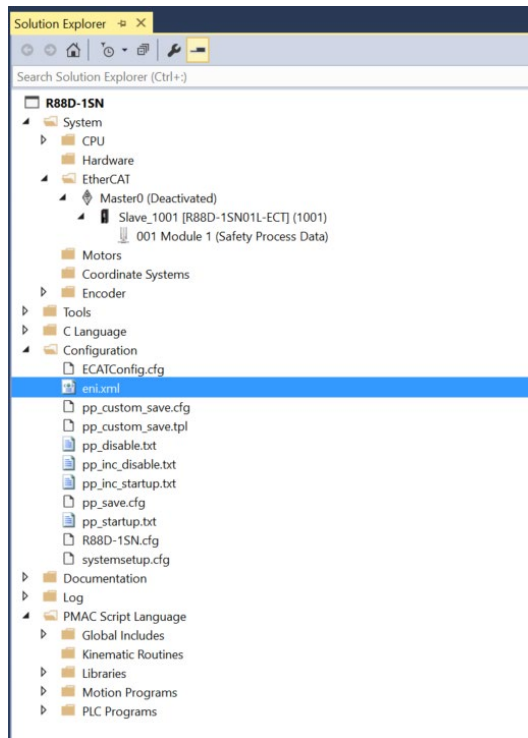 Solution Explorer
Search Solution Explorer (Ctrl+;)
R88D-1SN
System
CPU
Hardware
EtherCAT
Master0 (Deactivated)
Slave_1001 [R88D-1SN01L-ECT] (1001)
001 Module 1 (Safety Process Data)
Motors
Coordinate Systems
Encoder
Tools
C Language
Configuration
ECATConfig.cfg
eni.xml
pp_custom_save.cfg
pp_custom_save.tpl
pp_disable.txt
pp_inc_disable.txt
pp_inc_startup.txt
pp_save.cfg
pp_startup.txt
R88D-1SN.cfg
systemsetup.cfg
Documentation
Log
PMAC Script Language
Global Includes
Kinematic Routines
Libraries
Motion Programs
PLC Programs